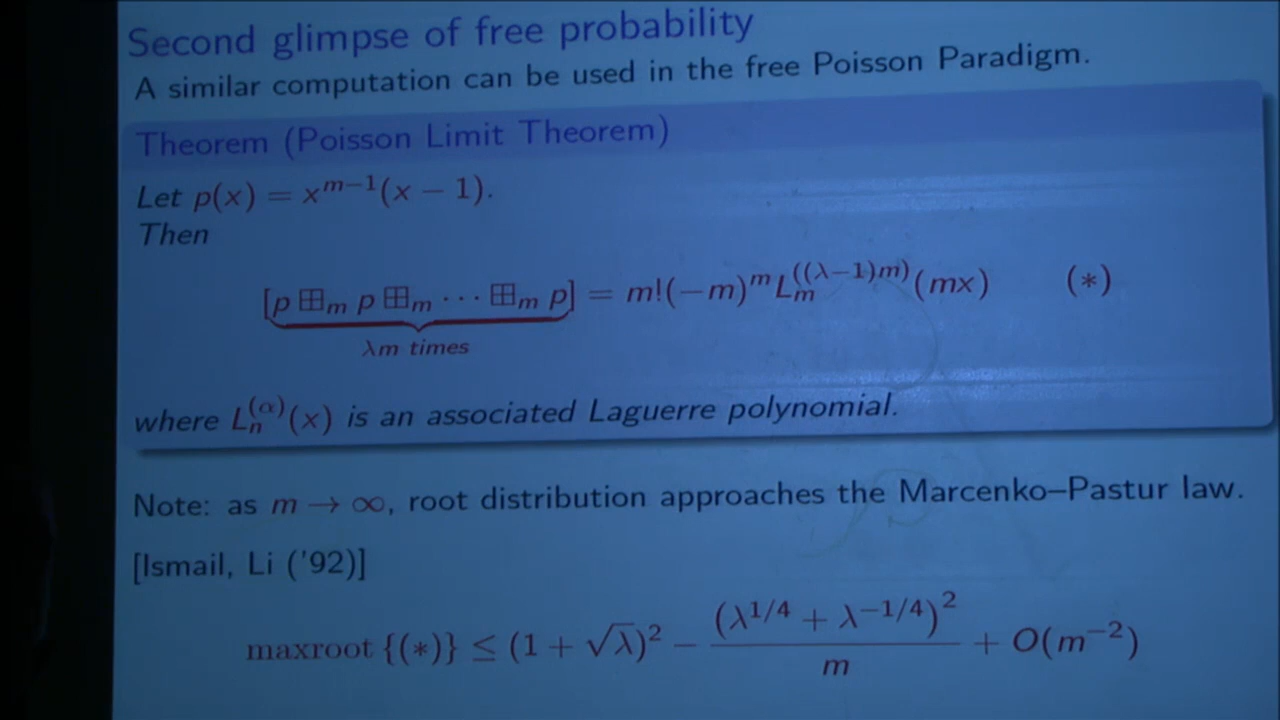 Second glimpse of free probability
A similar computation can be used in the free Poisson Paradigm.
Theorem (Poisson Limit Theorem)
Let p(x) = x^{m−1}(x − 1).
Then
[p ⊞_m p ⊞_m ⋯ ⊞_m p] = m!(−m)^m L_m^{((λ−1)m)}(mx) (∗)
λm times
where L_n^{(α)}(x) is an associated Laguerre polynomial.
Note: as m → ∞, root distribution approaches the Marcenko–Pastur law.
[Ismail, Li ('92)]
maxroot {(∗)} ≤ (1 + √λ)² − (λ^{1/4} + λ^{−1/4})² / m + O(m^{−2})